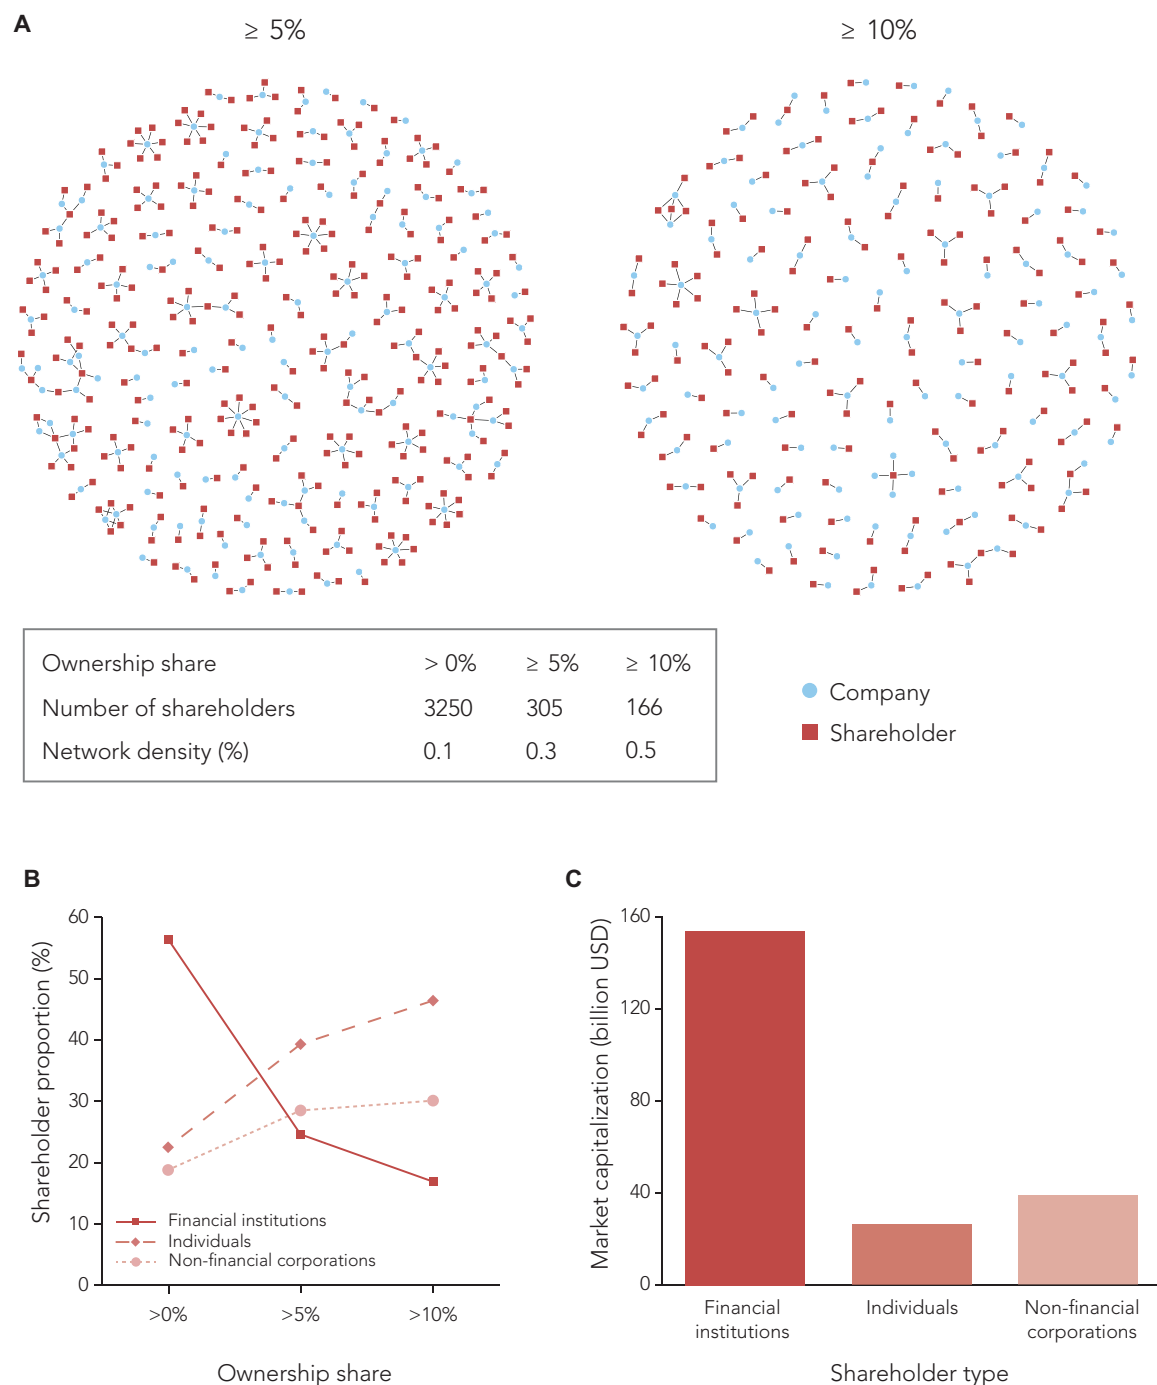 A
≥ 5%
≥ 10%
Ownership share > 0% ≥ 5% ≥ 10%
Number of shareholders 3250 305 166
Network density (%) 0.1 0.3 0.5
Company
Shareholder
B
Shareholder proportion (%)
60
50
40
30
20
10
0
Financial institutions
Individuals
Non-financial corporations
>0% >5% >10%
Ownership share
C
Market capitalization (billion USD)
160
120
80
40
0
Financial institutions
Individuals
Non-financial corporations
Shareholder type